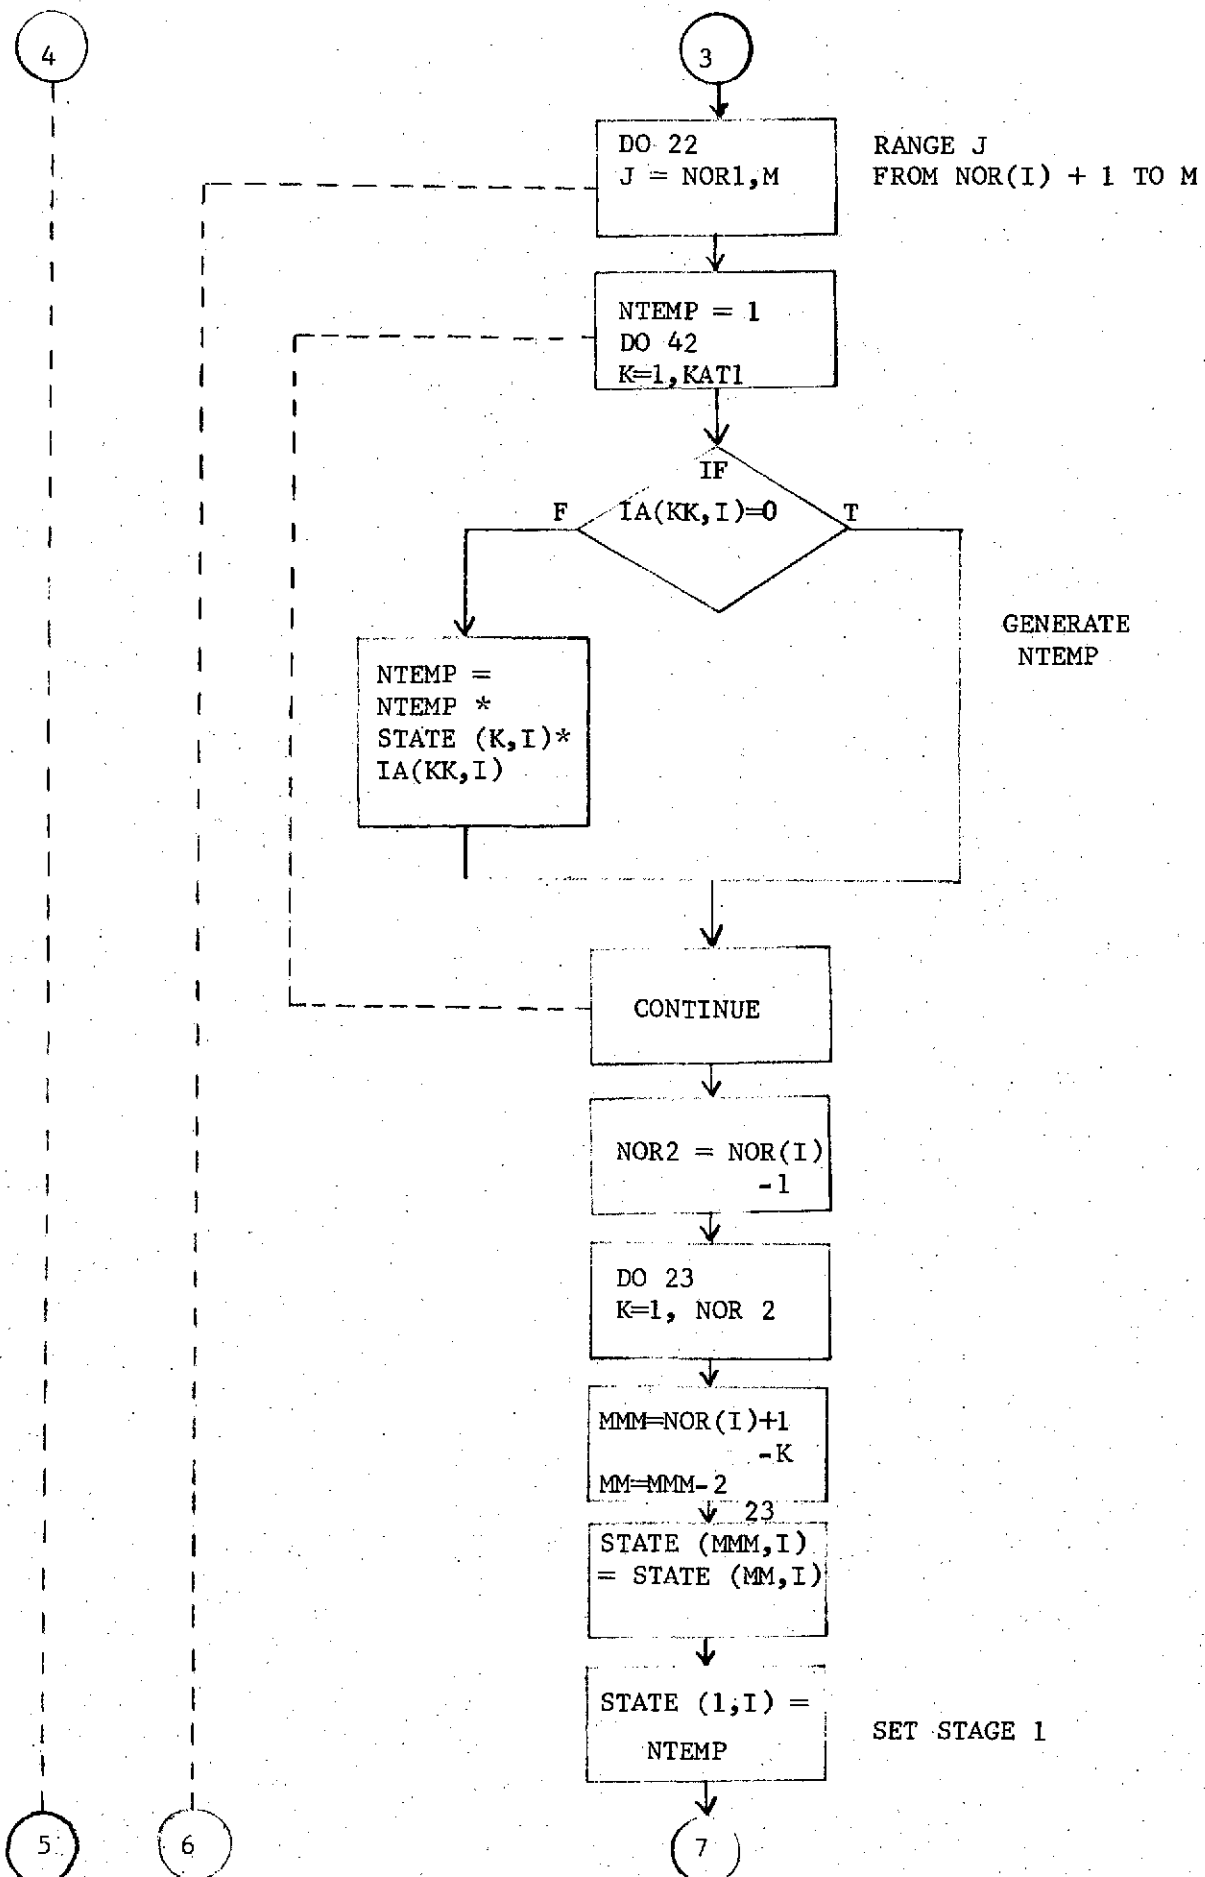 4
3
DO 22
J = NOR1,M
RANGE J
FROM NOR(I) + 1 TO M
NTEMP = 1
DO 42
K=1,KAT1
IF
IA(KK,I)=0
F
T
GENERATE
NTEMP
NTEMP =
NTEMP *
STATE (K,I)*
IA(KK,I)
CONTINUE
NOR2 = NOR(I)
-1
DO 23
K=1, NOR 2
MMM=NOR(I)+1
-K
MM=MMM-2
23
STATE (MMM,I)
= STATE (MM,I)
STATE (1,I) =
NTEMP
SET STAGE 1
5
6
7